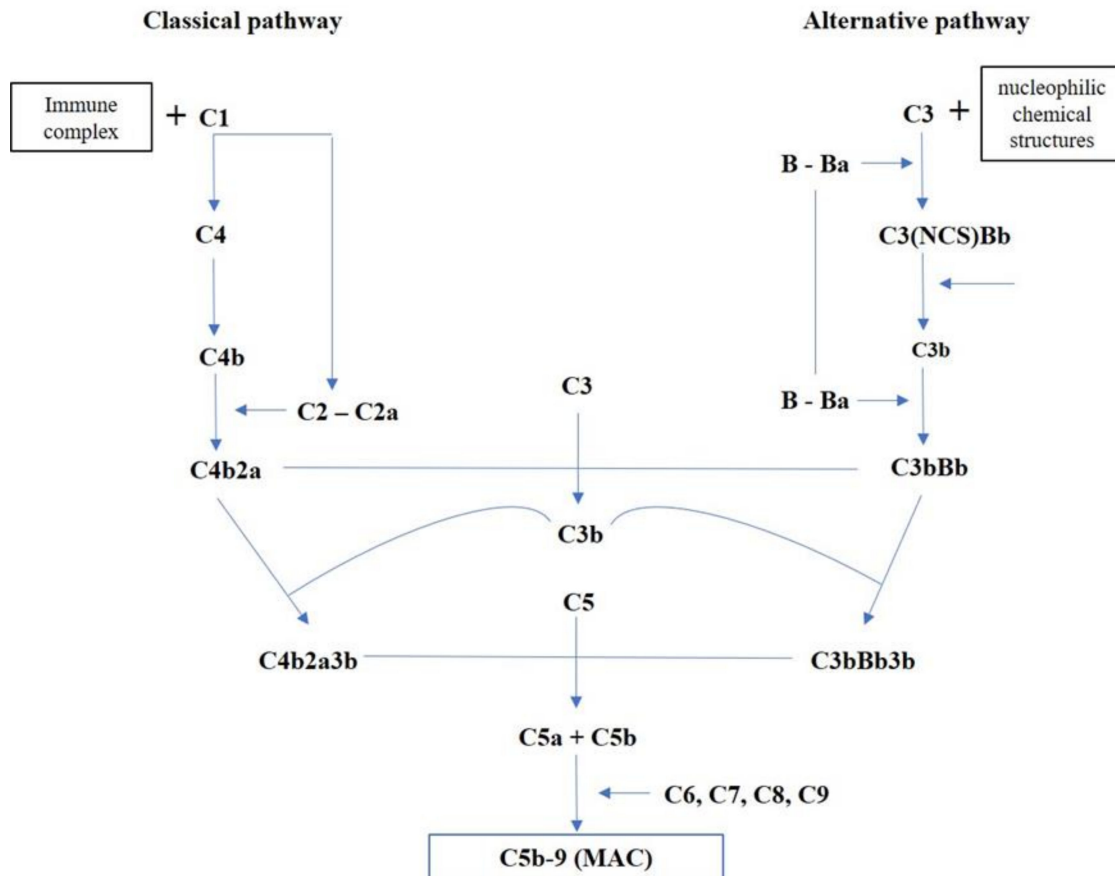 Classical pathway
Alternative pathway
Immune
complex
+ C1
C3 +
nucleophilic
chemical
structures
B - Ba
C4
C3(NCS)Bb
C4b
C3b
C3
B - Ba
C2 – C2a
C4b2a
C3bBb
C3b
C5
C4b2a3b
C3bBb3b
C5a + C5b
C6, C7, C8, C9
C5b-9 (MAC)